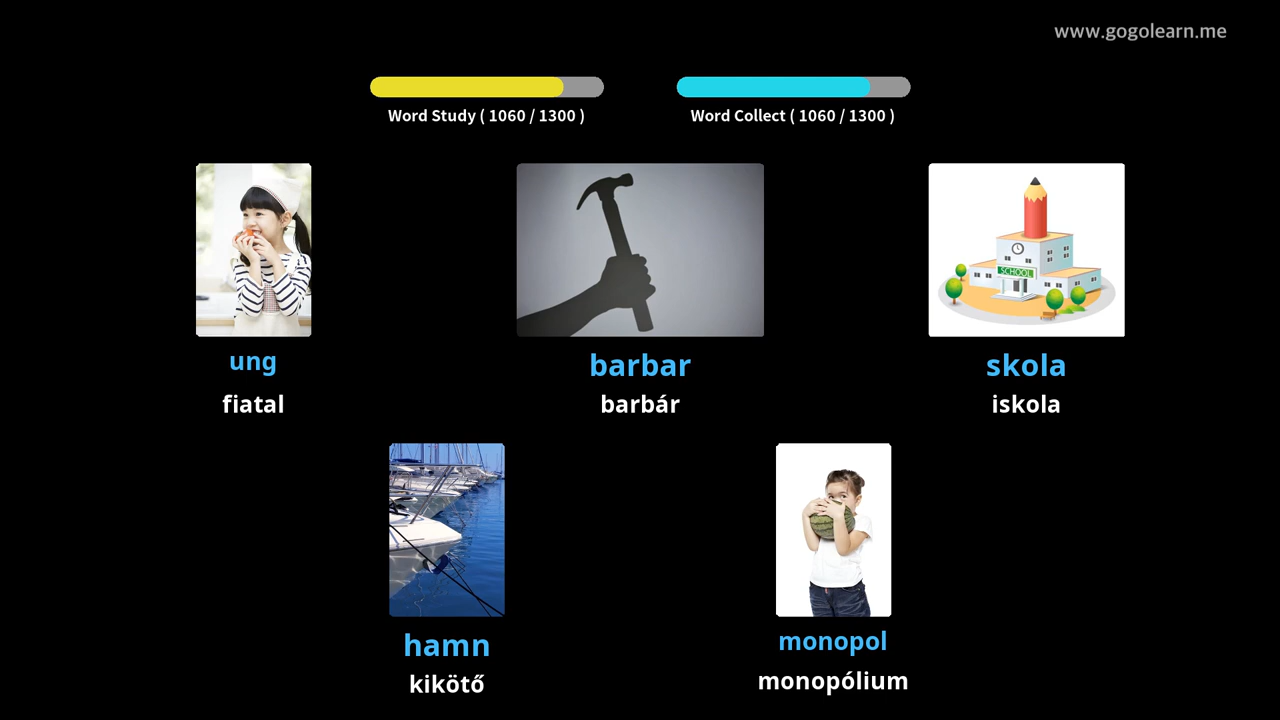 www.gogolearn.me
Word Study ( 1060 / 1300 )
Word Collect ( 1060 / 1300 )
SCHOOL
ung
fiatal
barbar
barbár
skola
iskola
hamn
kikötő
monopol
monopólium